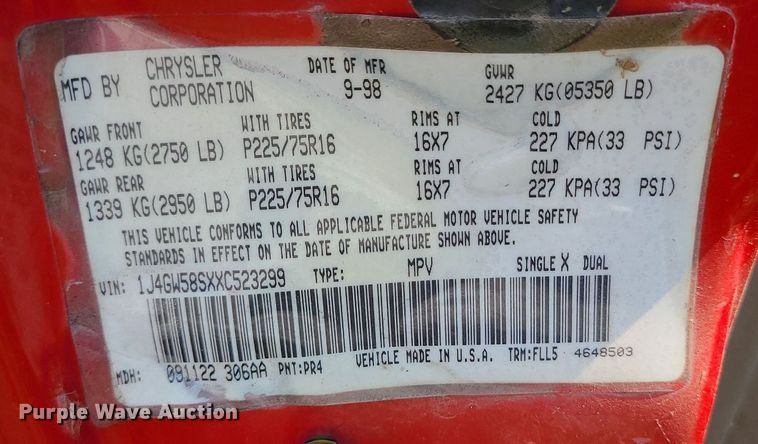 MFD BY CHRYSLER CORPORATION DATE OF MFR 9-98 GVWR 2427 KG(05350 LB)
GAWR FRONT WITH TIRES RIMS AT COLD
1248 KG(2750 LB) P225/75R16 16X7 227 KPA(33 PSI)
GAWR REAR WITH TIRES RIMS AT COLD
1339 KG(2950 LB) P225/75R16 16X7 227 KPA(33 PSI)
THIS VEHICLE CONFORMS TO ALL APPLICABLE FEDERAL MOTOR VEHICLE SAFETY
STANDARDS IN EFFECT ON THE DATE OF MANUFACTURE SHOWN ABOVE.
VIN: 1J4GW58SXXC523299 TYPE: MPV SINGLE X DUAL
MDH: 091122 306AA PNT:PR4 VEHICLE MADE IN U.S.A. TRM:FLL5 4648503
Purple Wave Auction